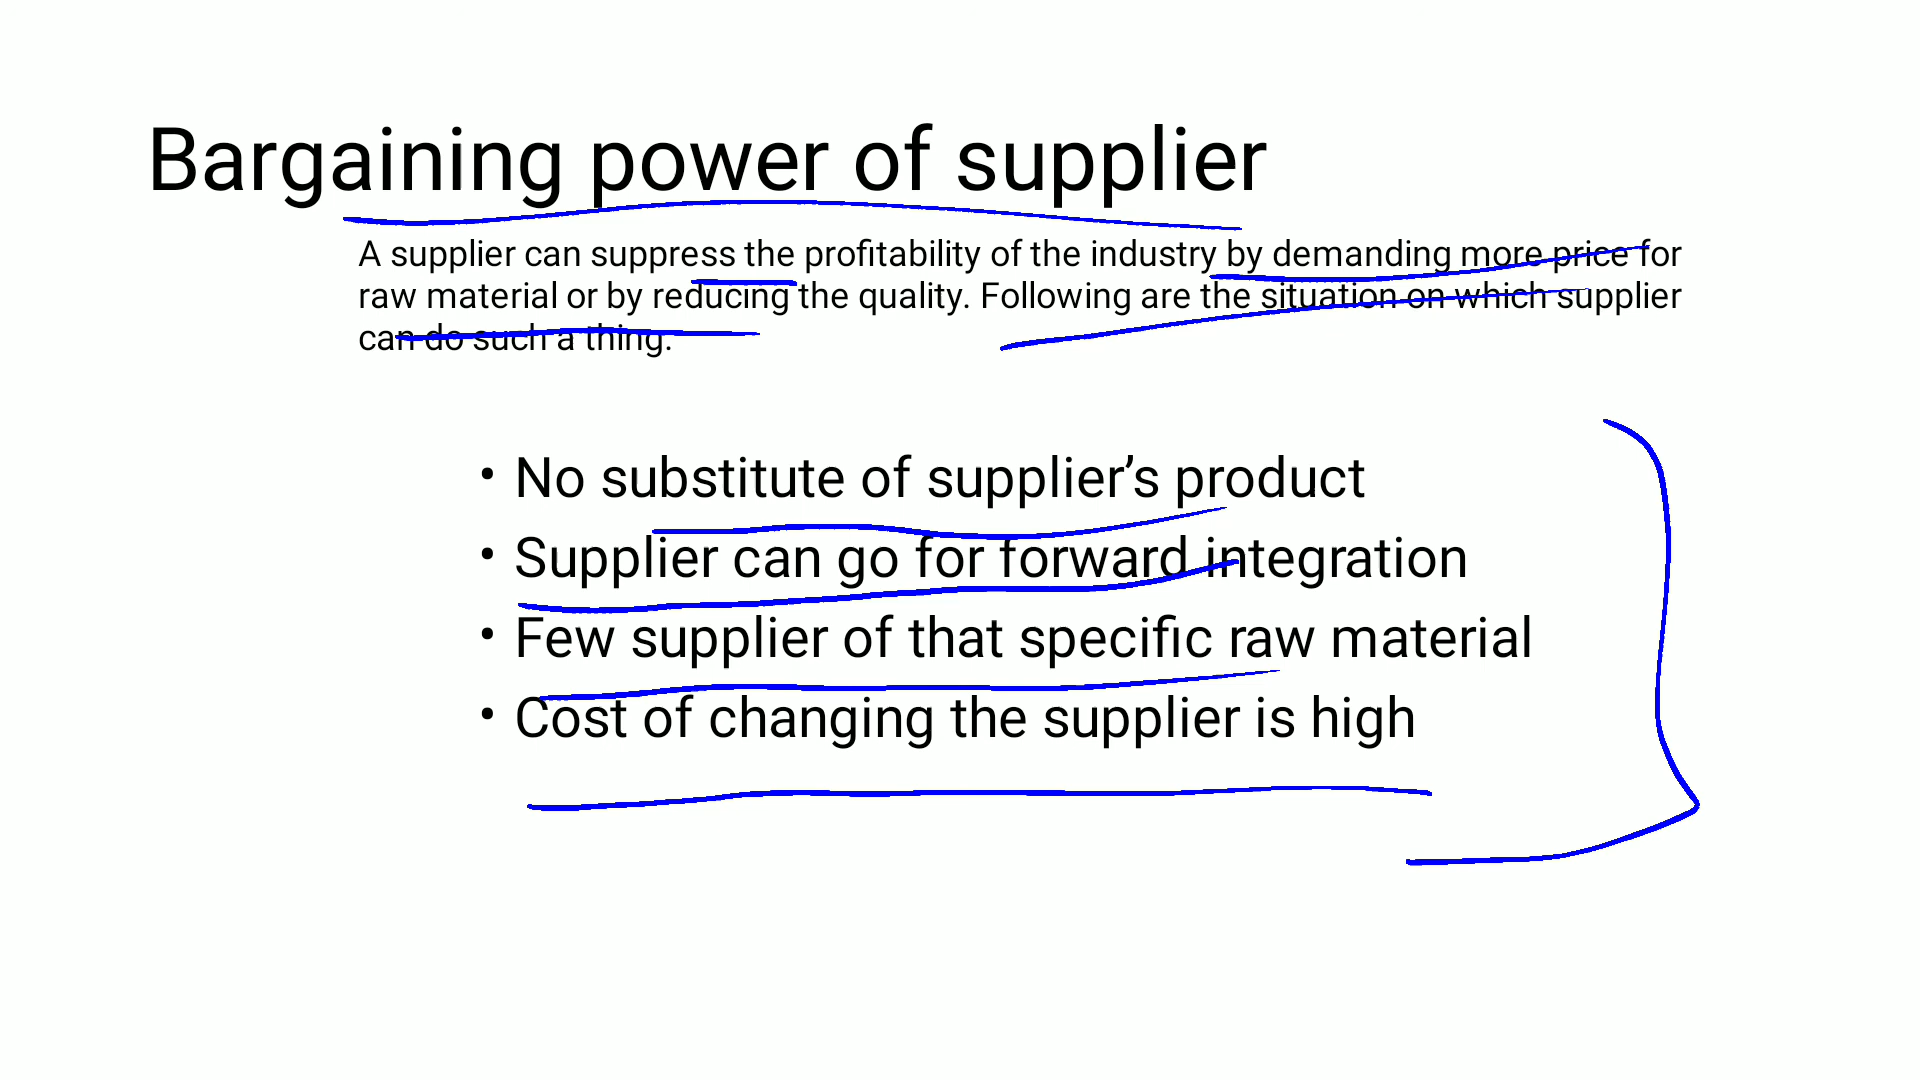 Bargaining power of supplier
A supplier can suppress the profitability of the industry by demanding more price for
raw material or by reducing the quality. Following are the situation on which supplier
can do such a thing.
• No substitute of supplier’s product
• Supplier can go for forward integration
• Few supplier of that specific raw material
• Cost of changing the supplier is high